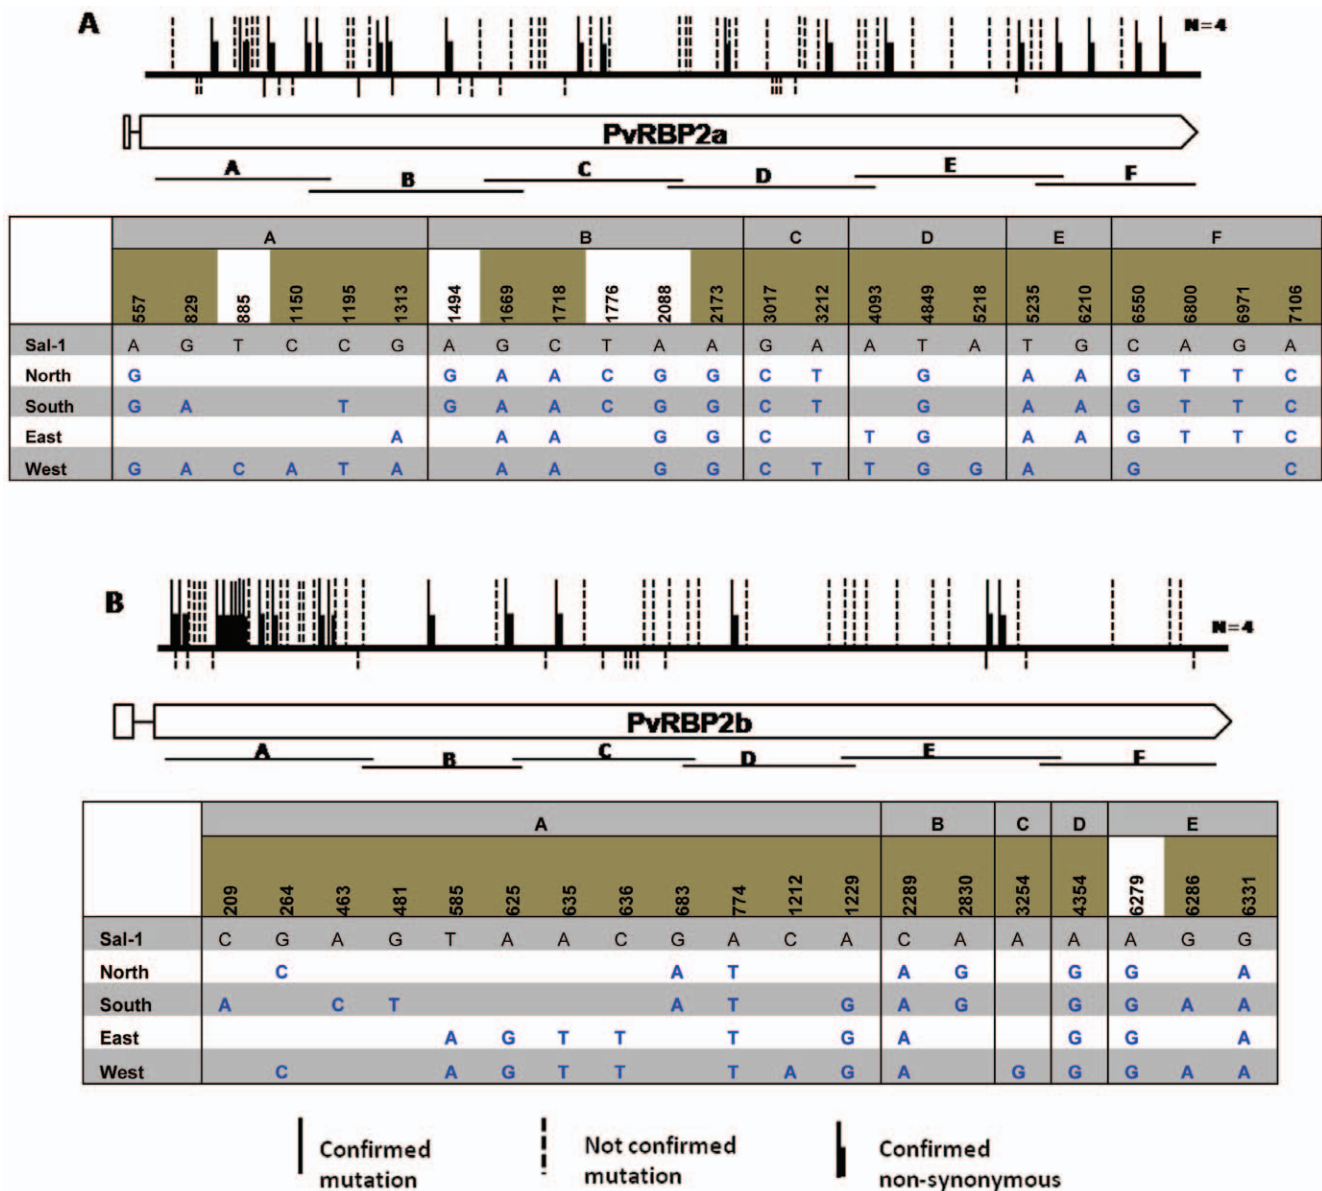 A
N=4
PvRBP2a
A B C D E F
A B C D E F
557 829 885 1150 1195 1313 1494 1669 1718 1776 2088 2173 3017 3212 4093 4849 5218 5235 6210 6550 6800 6971 7106
Sal-1 A G T C C G A G C T A A G A A T A T G C A G A
North G G A A C G G C T G A A G T T C
South G A T G A A C G G C T G A A G T T C
East A A A G G C T G A A G T T C
West G A C A T A A A G G C T T G G A G C
B
N=4
PvRBP2b
A B C D E F
A B C D E
209 264 463 481 585 625 635 636 683 774 1212 1229 2289 2830 3254 4354 6279 6286 6331
Sal-1 C G A G T A A C G A C A C A A A A G G
North C A T A G G G A
South A C T A T G A G G G A A
East A G T T T G A G G A
West C A G T T T A G A G G G A A
Confirmed mutation
Not confirmed mutation
Confirmed non-synonymous